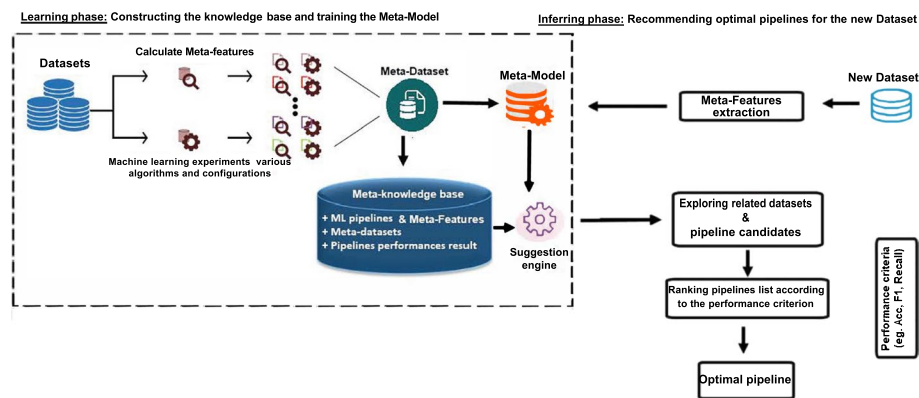 Learning phase: Constructing the knowledge base and training the Meta-Model
Inferring phase: Recommending optimal pipelines for the new Dataset
Datasets
Calculate Meta-features
Machine learning experiments various
algorithms and configurations
Meta-Dataset
Meta-Model
Meta-knowledge base
+ ML pipelines & Meta-Features
+ Meta-datasets
+ Pipelines performances result
Suggestion
engine
New Dataset
Meta-Features
extraction
Exploring related datasets
&
pipeline candidates
Ranking pipelines list according
to the performance criterion
Optimal pipeline
Performance criteria
(eg. Acc, F1, Recall)